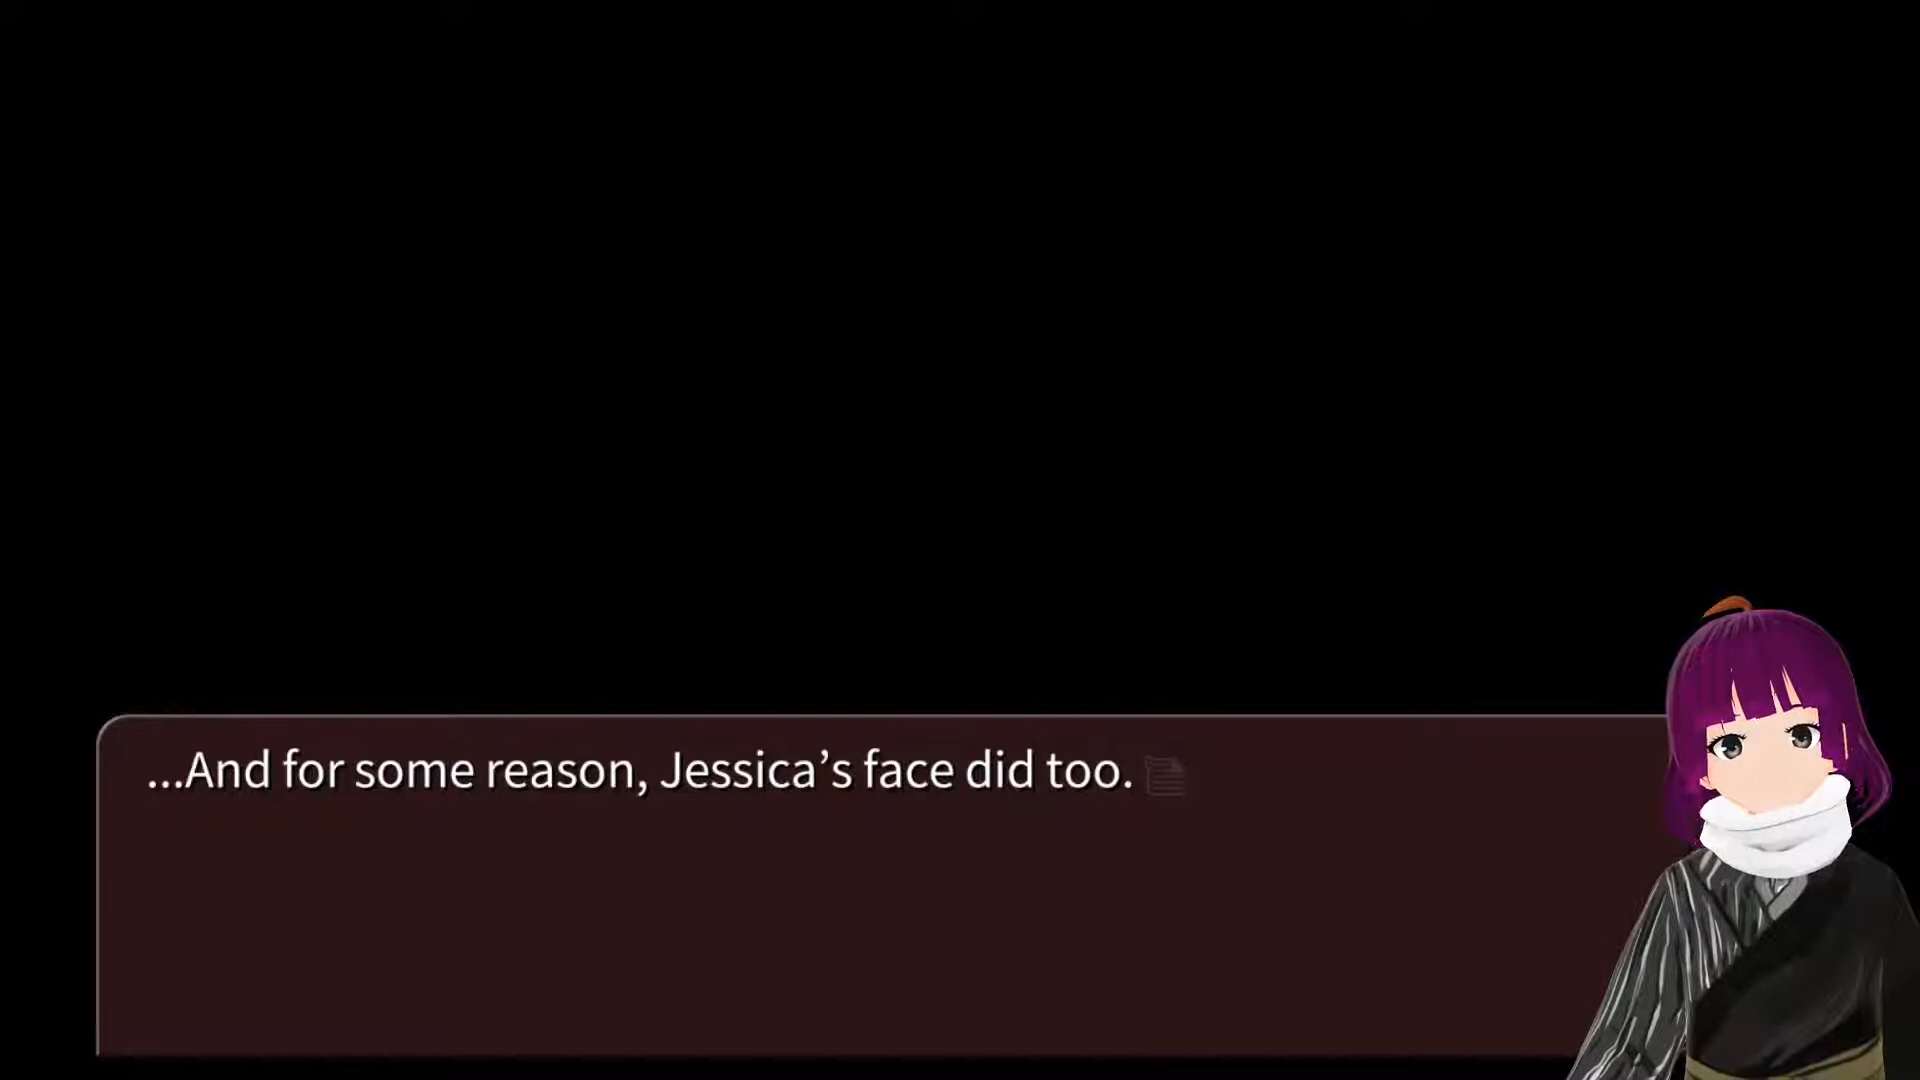 ...And for some reason, Jessica’s face did too.